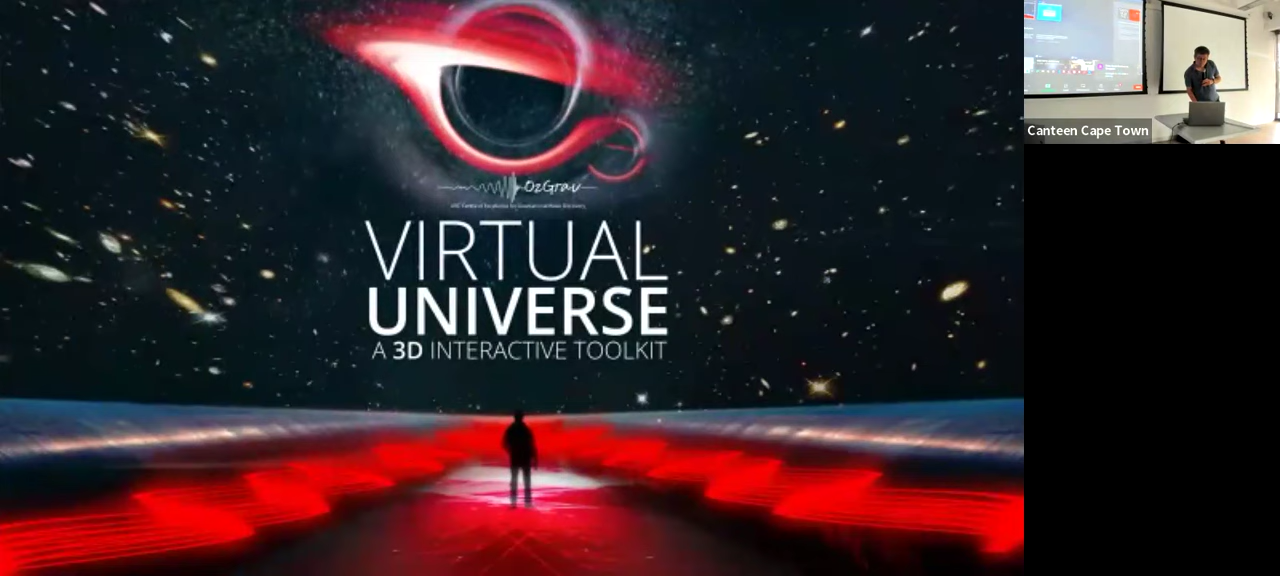 OzGrav
VIRTUAL
UNIVERSE
A 3D INTERACTIVE TOOLKIT
Canteen Cape Town